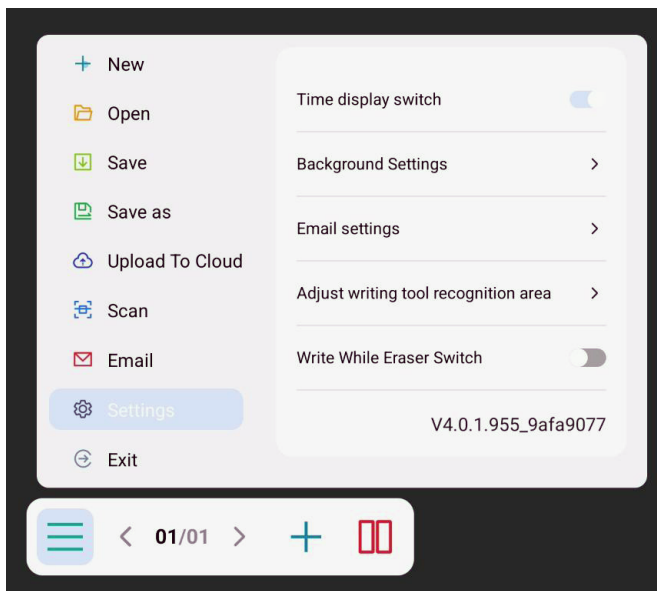 New
Open
Save
Save as
Upload To Cloud
Scan
Email
Settings
Exit
Time display switch
Background Settings
Email settings
Adjust writing tool recognition area
Write While Eraser Switch
V4.0.1.955_9afa9077
01/01